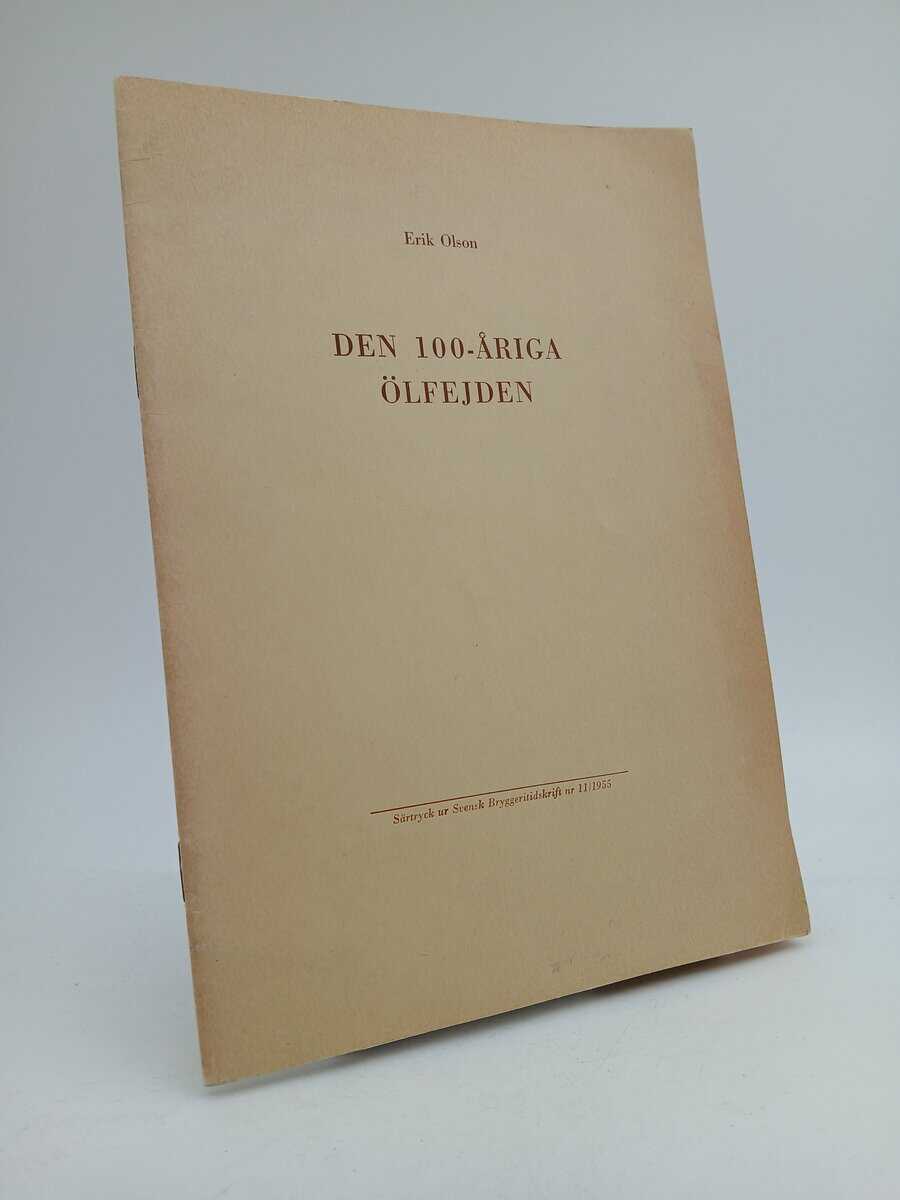 Erik Olson
DEN 100-ÅRIGA
ÖLFEJDEN
Särtryck ur Svensk Bryggeritidskrift nr 11/1955